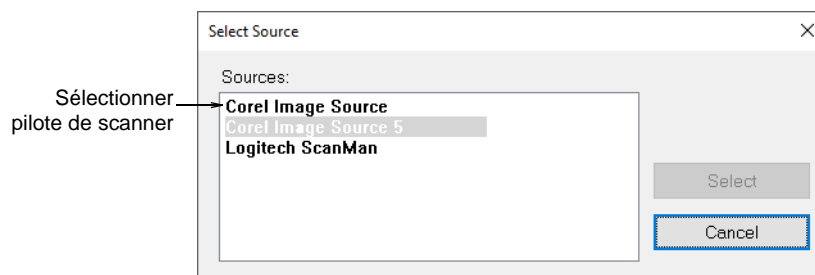 Select Source
Sources:
Sélectionner
pilote de scanner
Corel Image Source
Corel Image Source 5
Logitech ScanMan
Select
Cancel